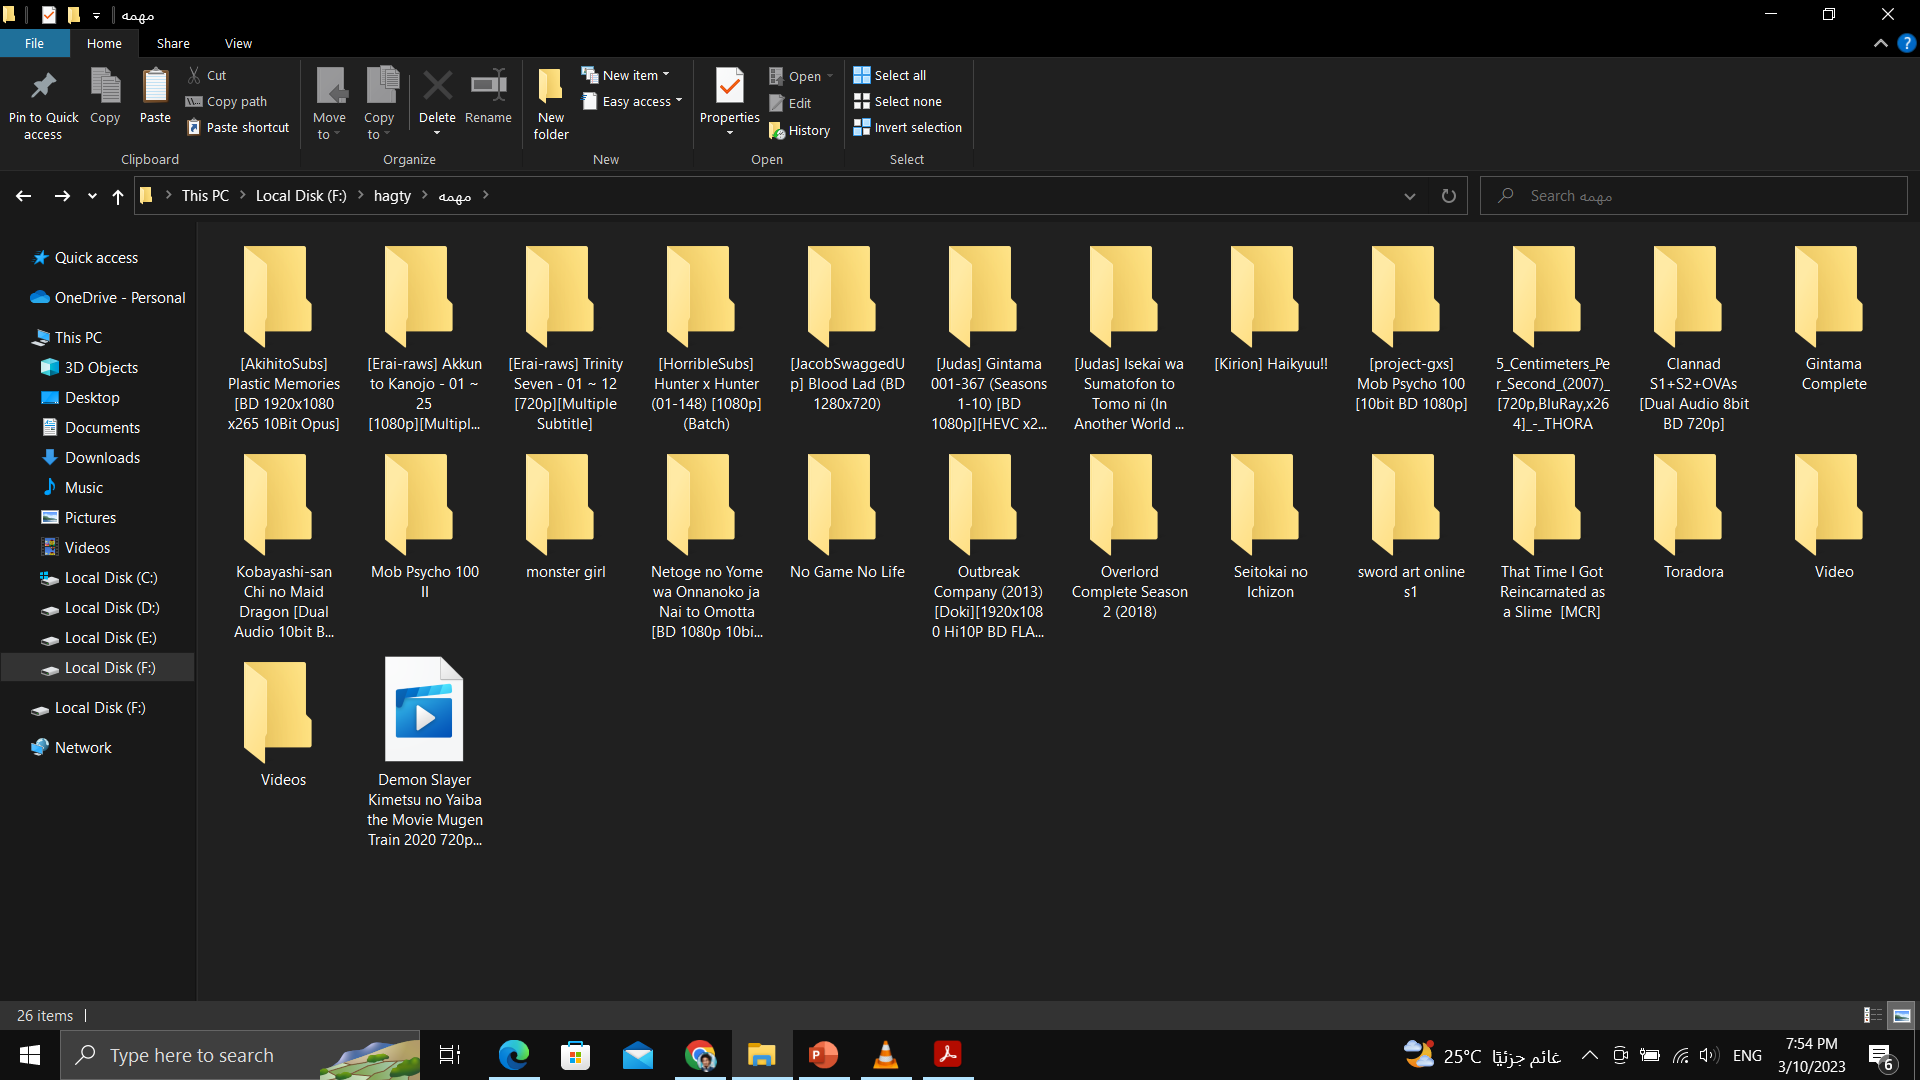 مهمه
File
Home
Share
View
Pin to Quick
access
Copy
Paste
Cut
Copy path
Paste shortcut
Clipboard
Move
to
Copy
to
Delete
Rename
Organize
New
folder
New item
Easy access
New
Properties
Open
Edit
History
Open
Select all
Select none
Invert selection
Select
This PC
Local Disk (F:)
hagty
مهمه
Search مهمه
Quick access
OneDrive - Personal
This PC
3D Objects
Desktop
Documents
Downloads
Music
Pictures
Videos
Local Disk (C:)
Local Disk (D:)
Local Disk (E:)
Local Disk (F:)
Local Disk (F:)
Network
[AkihitoSubs]
Plastic Memories
[BD 1920x1080
x265 10Bit Opus]
[Erai-raws] Akkun
to Kanojo - 01 ~
25
[1080p][Multipl...
[Erai-raws] Trinity
Seven - 01 ~ 12
[720p][Multiple
Subtitle]
[HorribleSubs]
Hunter x Hunter
(01-148) [1080p]
(Batch)
[JacobSwaggedU
p] Blood Lad (BD
1280x720)
[Judas] Gintama
001-367 (Seasons
1-10) [BD
1080p][HEVC x2...
[Judas] Isekai wa
Sumatofon to
Tomo ni (In
Another World ...
[Kirion] Haikyuu!!
[project-gxs]
Mob Psycho 100
[10bit BD 1080p]
5_Centimeters_Pe
r_Second_(2007)_
[720p,BluRay,x26
4]_-_THORA
Clannad
S1+S2+OVAs
[Dual Audio 8bit
BD 720p]
Gintama
Complete
Kobayashi-san
Chi no Maid
Dragon [Dual
Audio 10bit B...
Mob Psycho 100
II
monster girl
Netoge no Yome
wa Onnanoko ja
Nai to Omotta
[BD 1080p 10bi...
No Game No Life
Outbreak
Company (2013)
[Doki][1920x108
0 Hi10P BD FLA...
Overlord
Complete Season
2 (2018)
Seitokai no
Ichizon
sword art online
s1
That Time I Got
Reincarnated as
a Slime [MCR]
Toradora
Video
Videos
Demon Slayer
Kimetsu no Yaiba
the Movie Mugen
Train 2020 720p...
26 items
Type here to search
25°C غائم جزئيًا
ENG
7:54 PM
3/10/2023
6